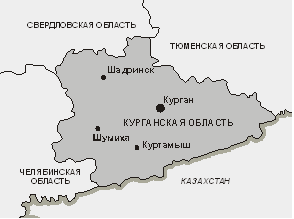 СВЕРДЛОВСКАЯ ОБЛАСТЬ
ТЮМЕНСКАЯ ОБЛАСТЬ
Шадринск
Курган
КУРГАНСКАЯ ОБЛАСТЬ
Шумиха
Куртамыш
ЧЕЛЯБИНСКАЯ
ОБЛАСТЬ
КАЗАХСТАН